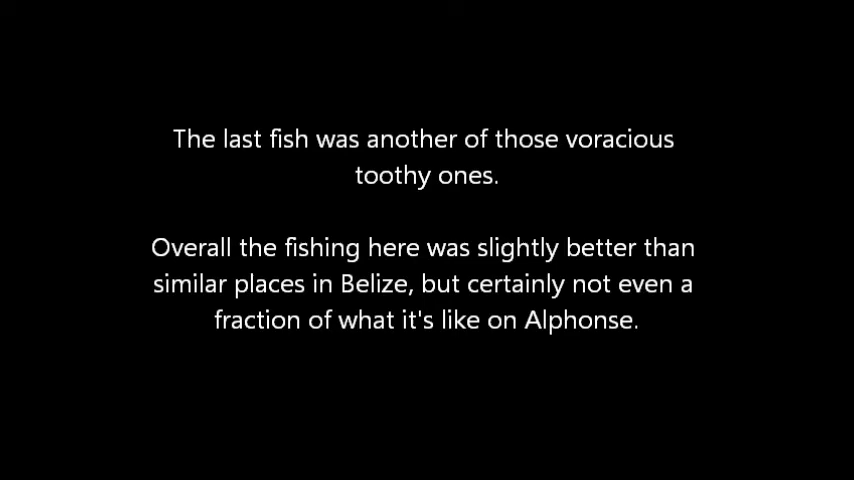 The last fish was another of those voracious
toothy ones.
Overall the fishing here was slightly better than
similar places in Belize, but certainly not even a
fraction of what it's like on Alphonse.